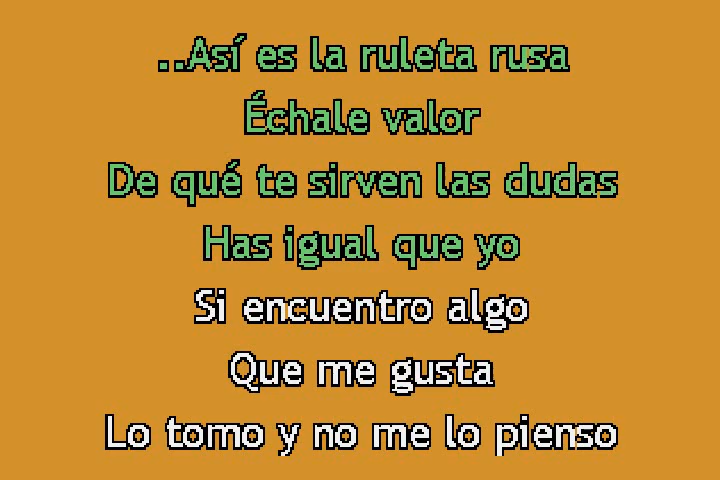 ..Así es la ruleta rusa
Échale valor
De qué te sirven las dudas
Has igual que yo
Si encuentro algo
Que me gusta
Lo tomo y no me lo pienso